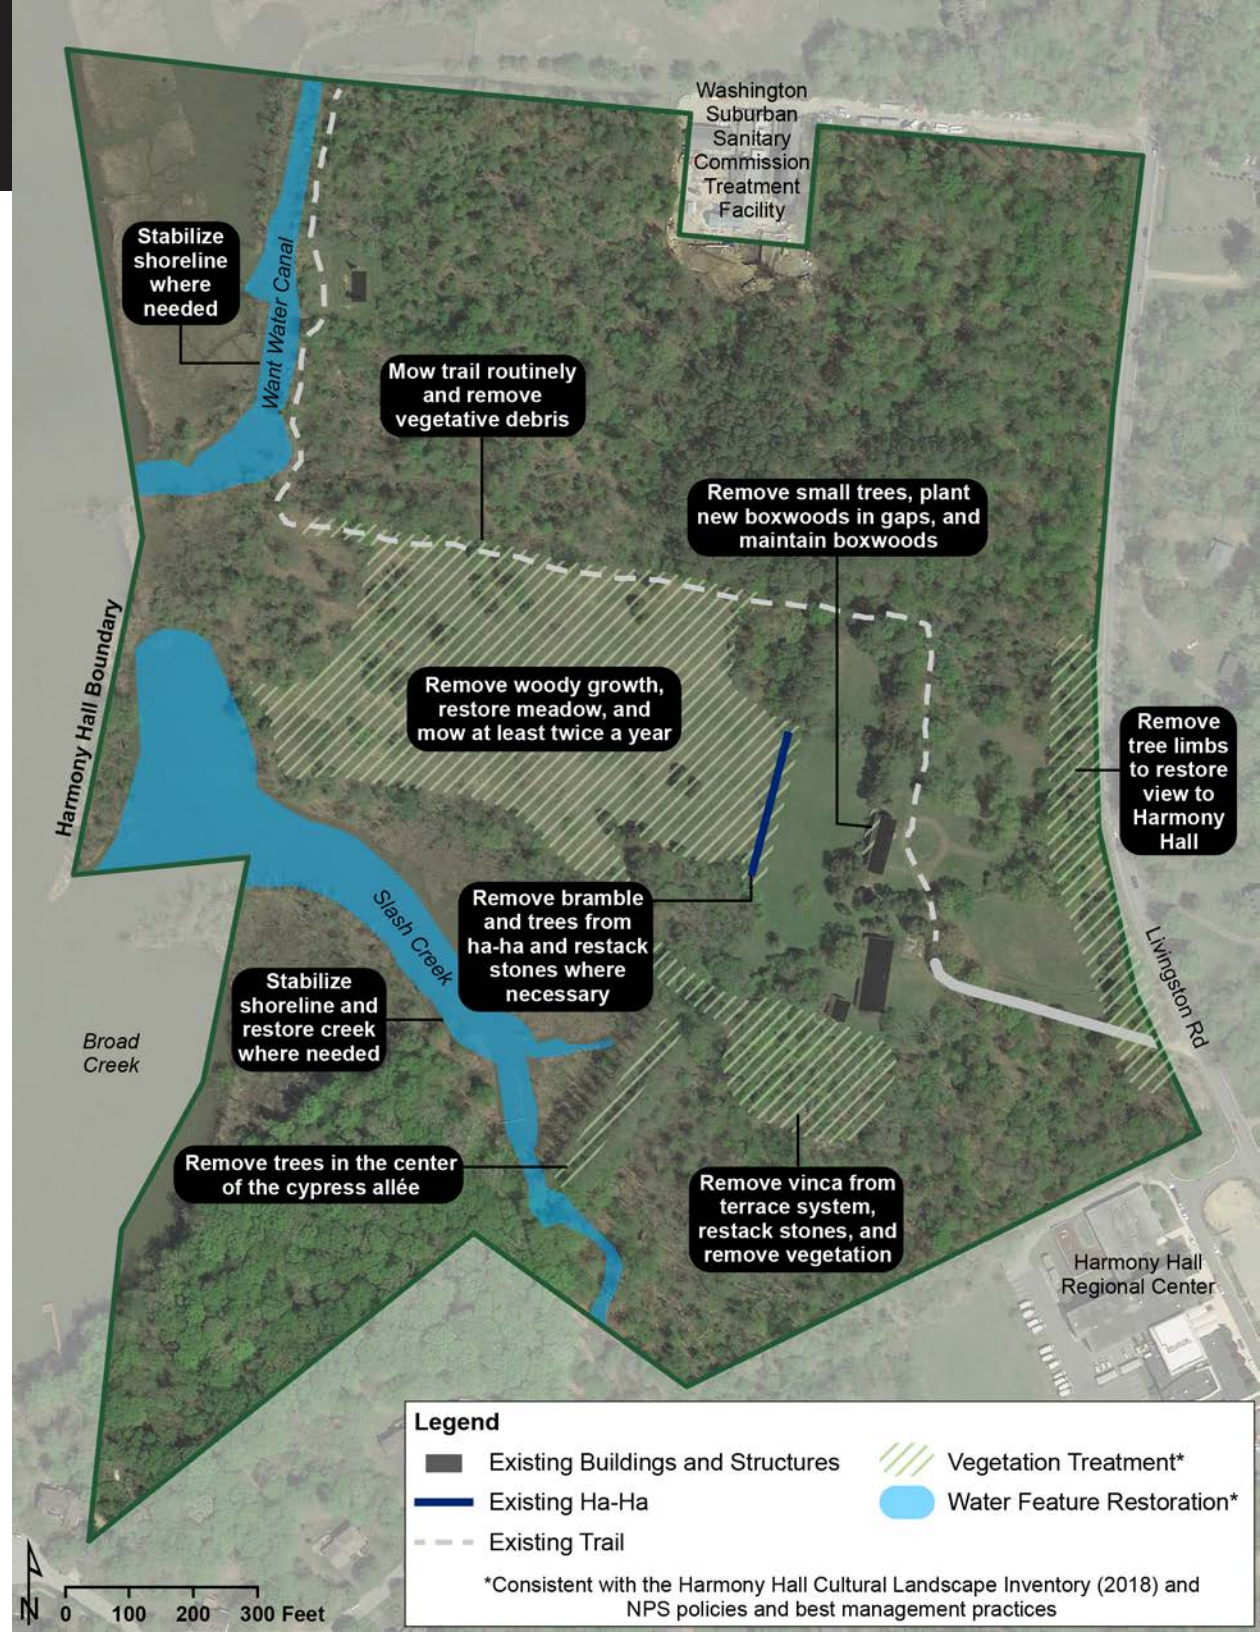 Washington
Suburban
Sanitary
Commission
Treatment
Facility
Stabilize
shoreline
where
needed
Want Water Canal
Mow trail routinely
and remove
vegetative debris
Remove small trees, plant
new boxwoods in gaps, and
maintain boxwoods
Harmony Hall Boundary
Remove woody growth,
restore meadow, and
mow at least twice a year
Remove
tree limbs
to restore
view to
Harmony
Hall
Slash Creek
Remove bramble
and trees from
ha-ha and restack
stones where
necessary
Livingston Rd
Stabilize
shoreline and
restore creek
where needed
Broad
Creek
Remove trees in the center
of the cypress allée
Remove vinca from
terrace system,
restack stones, and
remove vegetation
Harmony Hall
Regional Center
Legend
Existing Buildings and Structures
Existing Ha-Ha
Existing Trail
Vegetation Treatment*
Water Feature Restoration*
*Consistent with the Harmony Hall Cultural Landscape Inventory (2018) and
NPS policies and best management practices
N
0 100 200 300 Feet